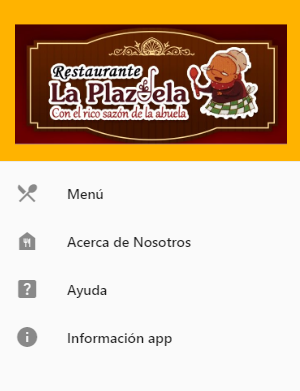 Restaurante
La Plazuela
Con el rico sazón de la abuela
Menú
Acerca de Nosotros
Ayuda
Información app